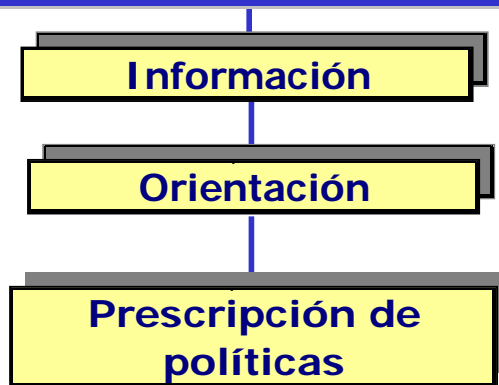 Información
Orientación
Prescripción de
políticas